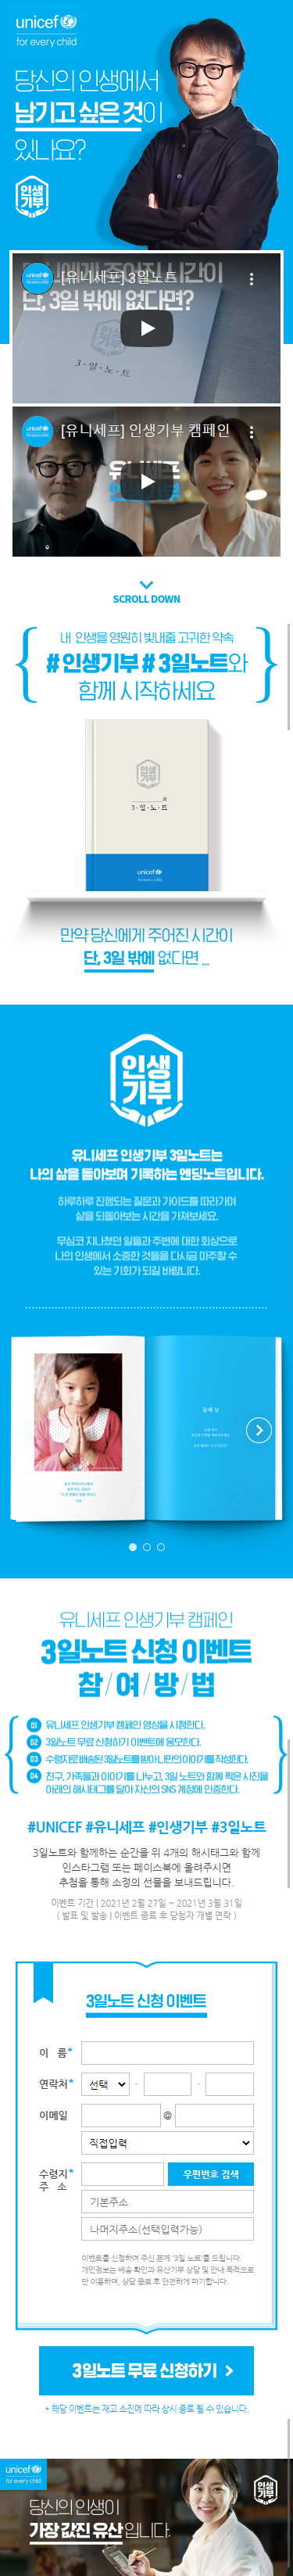 unicef
for every child
당신의 인생에서
남기고 싶은 것이
있나요?
인생
기부
[유니세프] 3일노트
단, 3일 밖에 없다면?
3·일·노·트
[유니세프] 인생기부 캠페인
SCROLL DOWN
내 인생을 영원히 빛내줄 고귀한 약속
#인생기부 #3일노트와
함께 시작하세요
인생
기부
의
3·일·노·트
unicef
for every child
만약 당신에게 주어진 시간이
단, 3일 밖에 없다면 ...
인생
기부
유니세프 인생기부 3일노트는
나의 삶을 돌아보며 기록하는 엔딩노트입니다.
하루하루 진행되는 질문과 가이드를 따라가며
삶을 되돌아보는 시간을 가져보세요.
무심코 지나쳤던 일들과 주변에 대한 회상으로
나의 인생에서 소중한 것들을 다시금 마주할 수
있는 기회가 되길 바랍니다.
둘째 날
유니세프 인생기부 캠페인
3일노트 신청 이벤트
참/여/방/법
01 유니세프 인생기부 캠페인 영상을 시청한다.
02 3일노트 무료 신청하기 이벤트에 응모한다.
03 수령자로 배송된 3일노트를 받아 나만의 이야기를 작성한다.
04 친구, 가족들과 이야기를 나누고, 3일 노트와 함께 찍은 사진을
아래의 해시태그를 달아 자신의 SNS 계정에 인증한다.
#UNICEF #유니세프 #인생기부 #3일노트
3일노트와 함께하는 순간을 위 4개의 해시태그와 함께
인스타그램 또는 페이스북에 올려주시면
추첨을 통해 소정의 선물을 보내드립니다.
이벤트 기간 | 2021년 2월 27일 ~ 2021년 3월 31일
( 발표 및 발송 | 이벤트 종료 후 당첨자 개별 연락 )
3일노트 신청 이벤트
이 름*
연락처* 선택 - -
이메일 @
직접입력
수령지* 우편번호 검색
주 소
기본주소
나머지주소(선택입력가능)
이벤트를 신청하여 주신 분께 '3일 노트'를 드립니다.
개인정보는 배송 확인과 유산기부 상담 및 안내 목적으로
만 이용하며, 상담 종료 후 안전하게 파기합니다.
3일노트 무료 신청하기
* 해당 이벤트는 재고 소진에 따라 상시 종료 될 수 있습니다.
unicef
for every child
인생
기부
당신의 인생이
가장 값진 유산입니다.